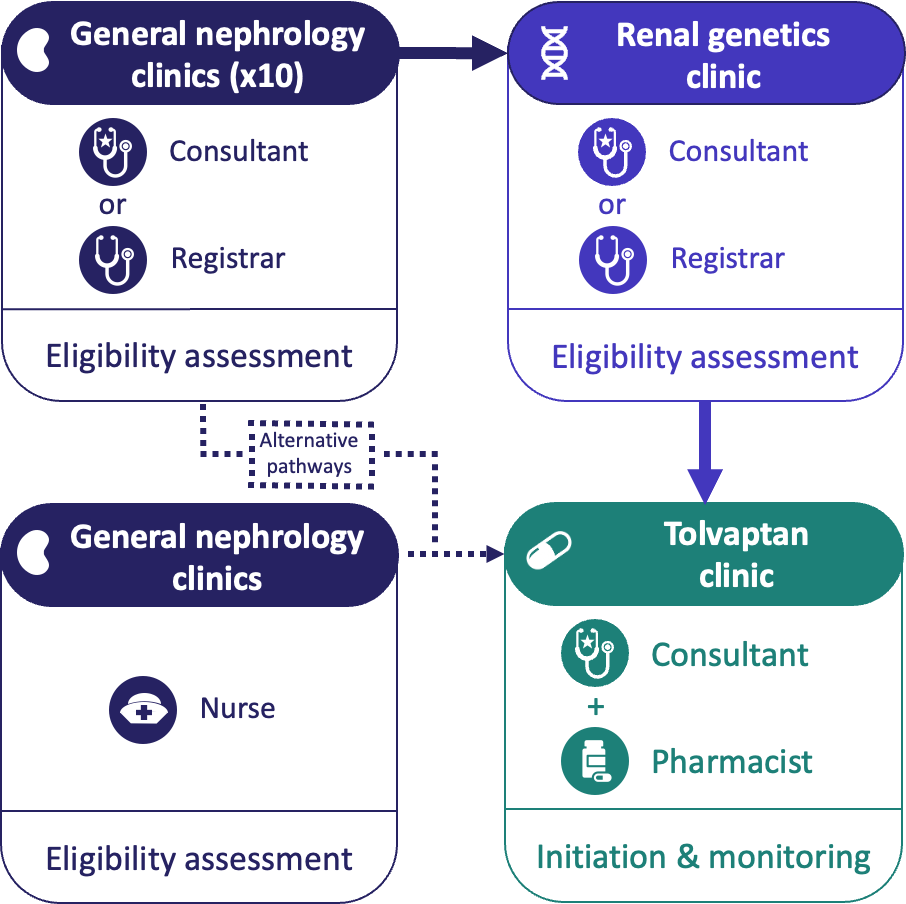 General nephrology
clinics (x10)
Consultant
or
Registrar
Eligibility assessment
Renal genetics
clinic
Consultant
or
Registrar
Eligibility assessment
Alternative
pathways
General nephrology
clinics
Nurse
Eligibility assessment
Tolvaptan
clinic
Consultant
+
Pharmacist
Initiation & monitoring